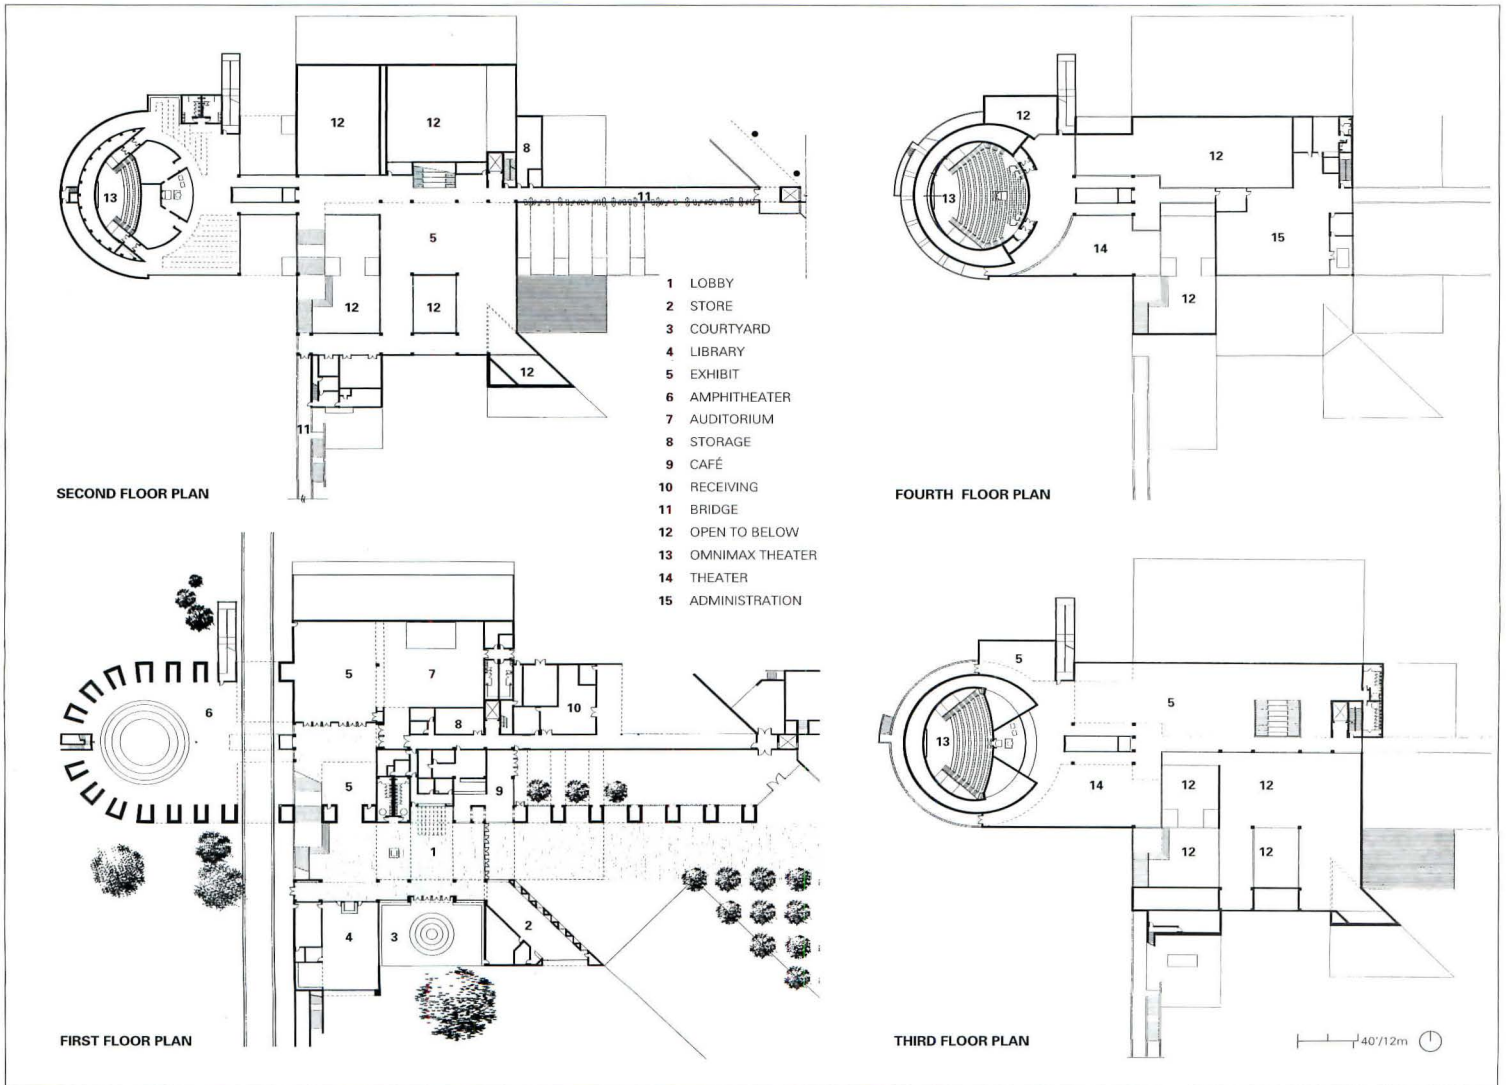 12
12
8
13
11
5
12
12
12
11
SECOND FLOOR PLAN
1 LOBBY
2 STORE
3 COURTYARD
4 LIBRARY
5 EXHIBIT
6 AMPHITHEATER
7 AUDITORIUM
8 STORAGE
9 CAFÉ
10 RECEIVING
11 BRIDGE
12 OPEN TO BELOW
13 OMNIMAX THEATER
14 THEATER
15 ADMINISTRATION
12
12
13
15
14
12
FOURTH FLOOR PLAN
5
7
6
8
10
5
9
1
2
4
3
FIRST FLOOR PLAN
5
5
13
14
12
12
12
12
THIRD FLOOR PLAN
40'/12m